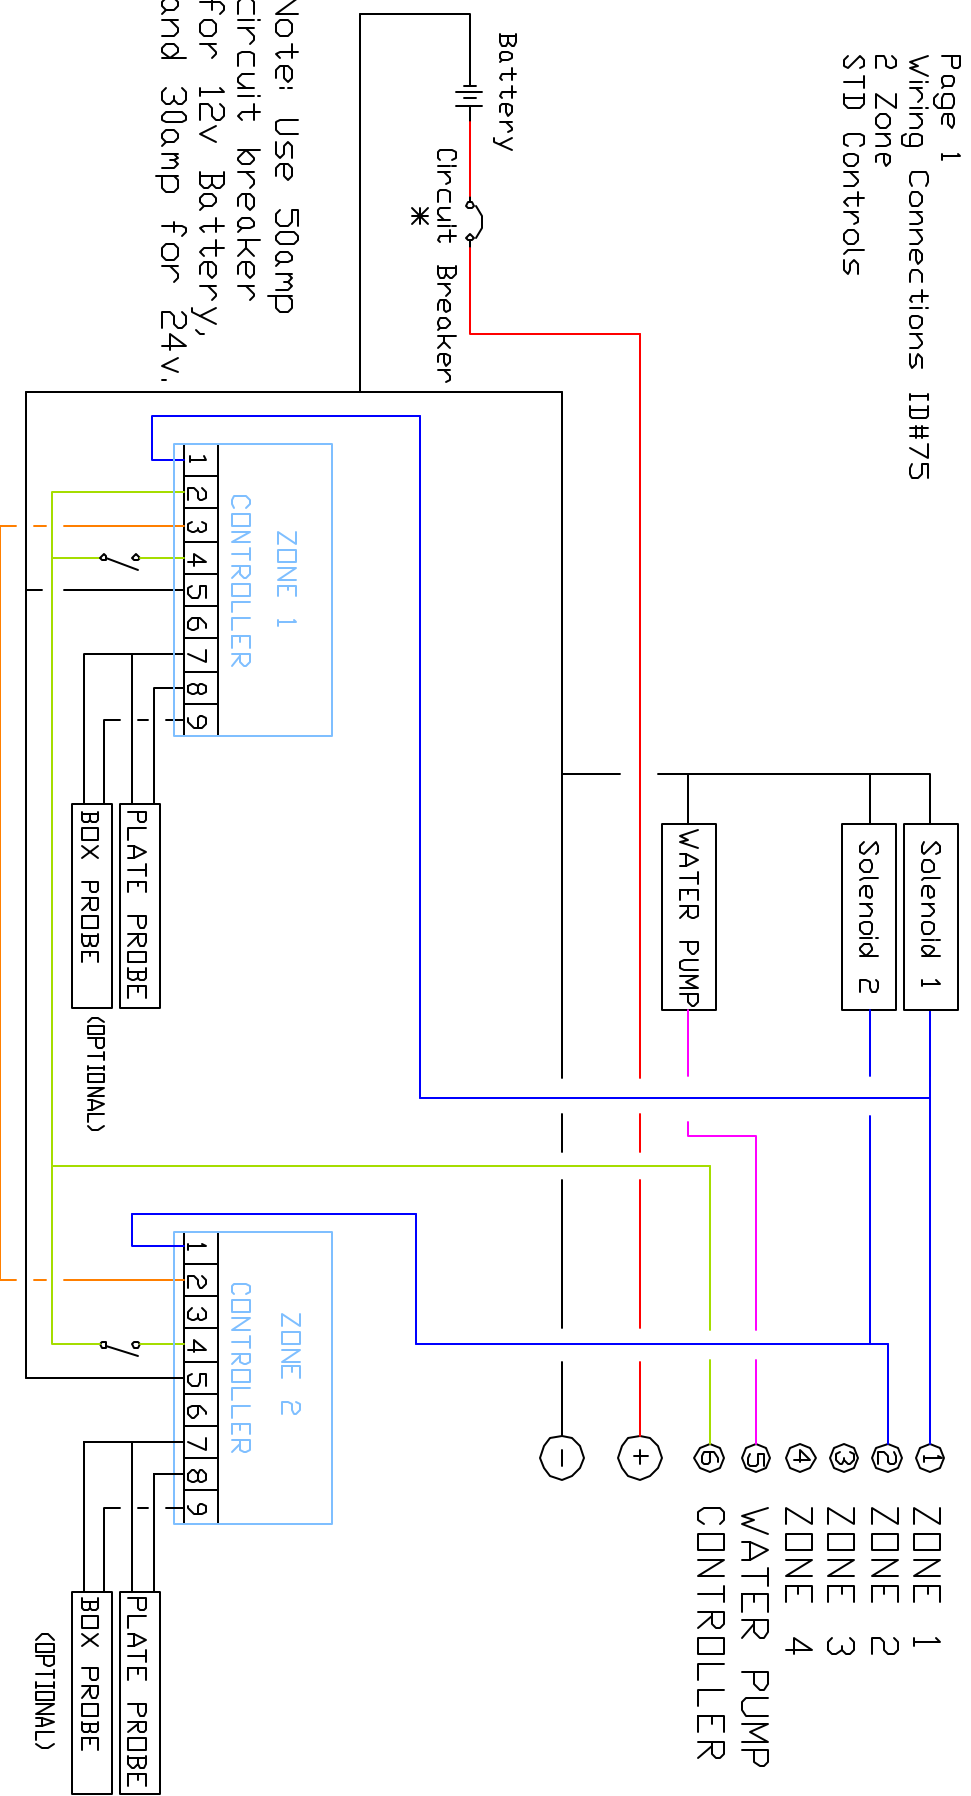 Page 1
Wiring Connections ID#75
2 Zone
STD Controls
Battery
Circuit Breaker
*
Note: Use 50amp
circuit breaker
for 12v Battery,
and 30amp for 24v.
Solenoid 1
Solenoid 2
WATER PUMP
1 ZONE 1
2 ZONE 2
3 ZONE 3
4 ZONE 4
5 WATER PUMP
6 CONTROLLER
+
-
ZONE 1
CONTROLLER
1 2 3 4 5 6 7 8 9
PLATE PROBE
BOX PROBE
(OPTIONAL)
ZONE 2
CONTROLLER
1 2 3 4 5 6 7 8 9
PLATE PROBE
BOX PROBE
(OPTIONAL)